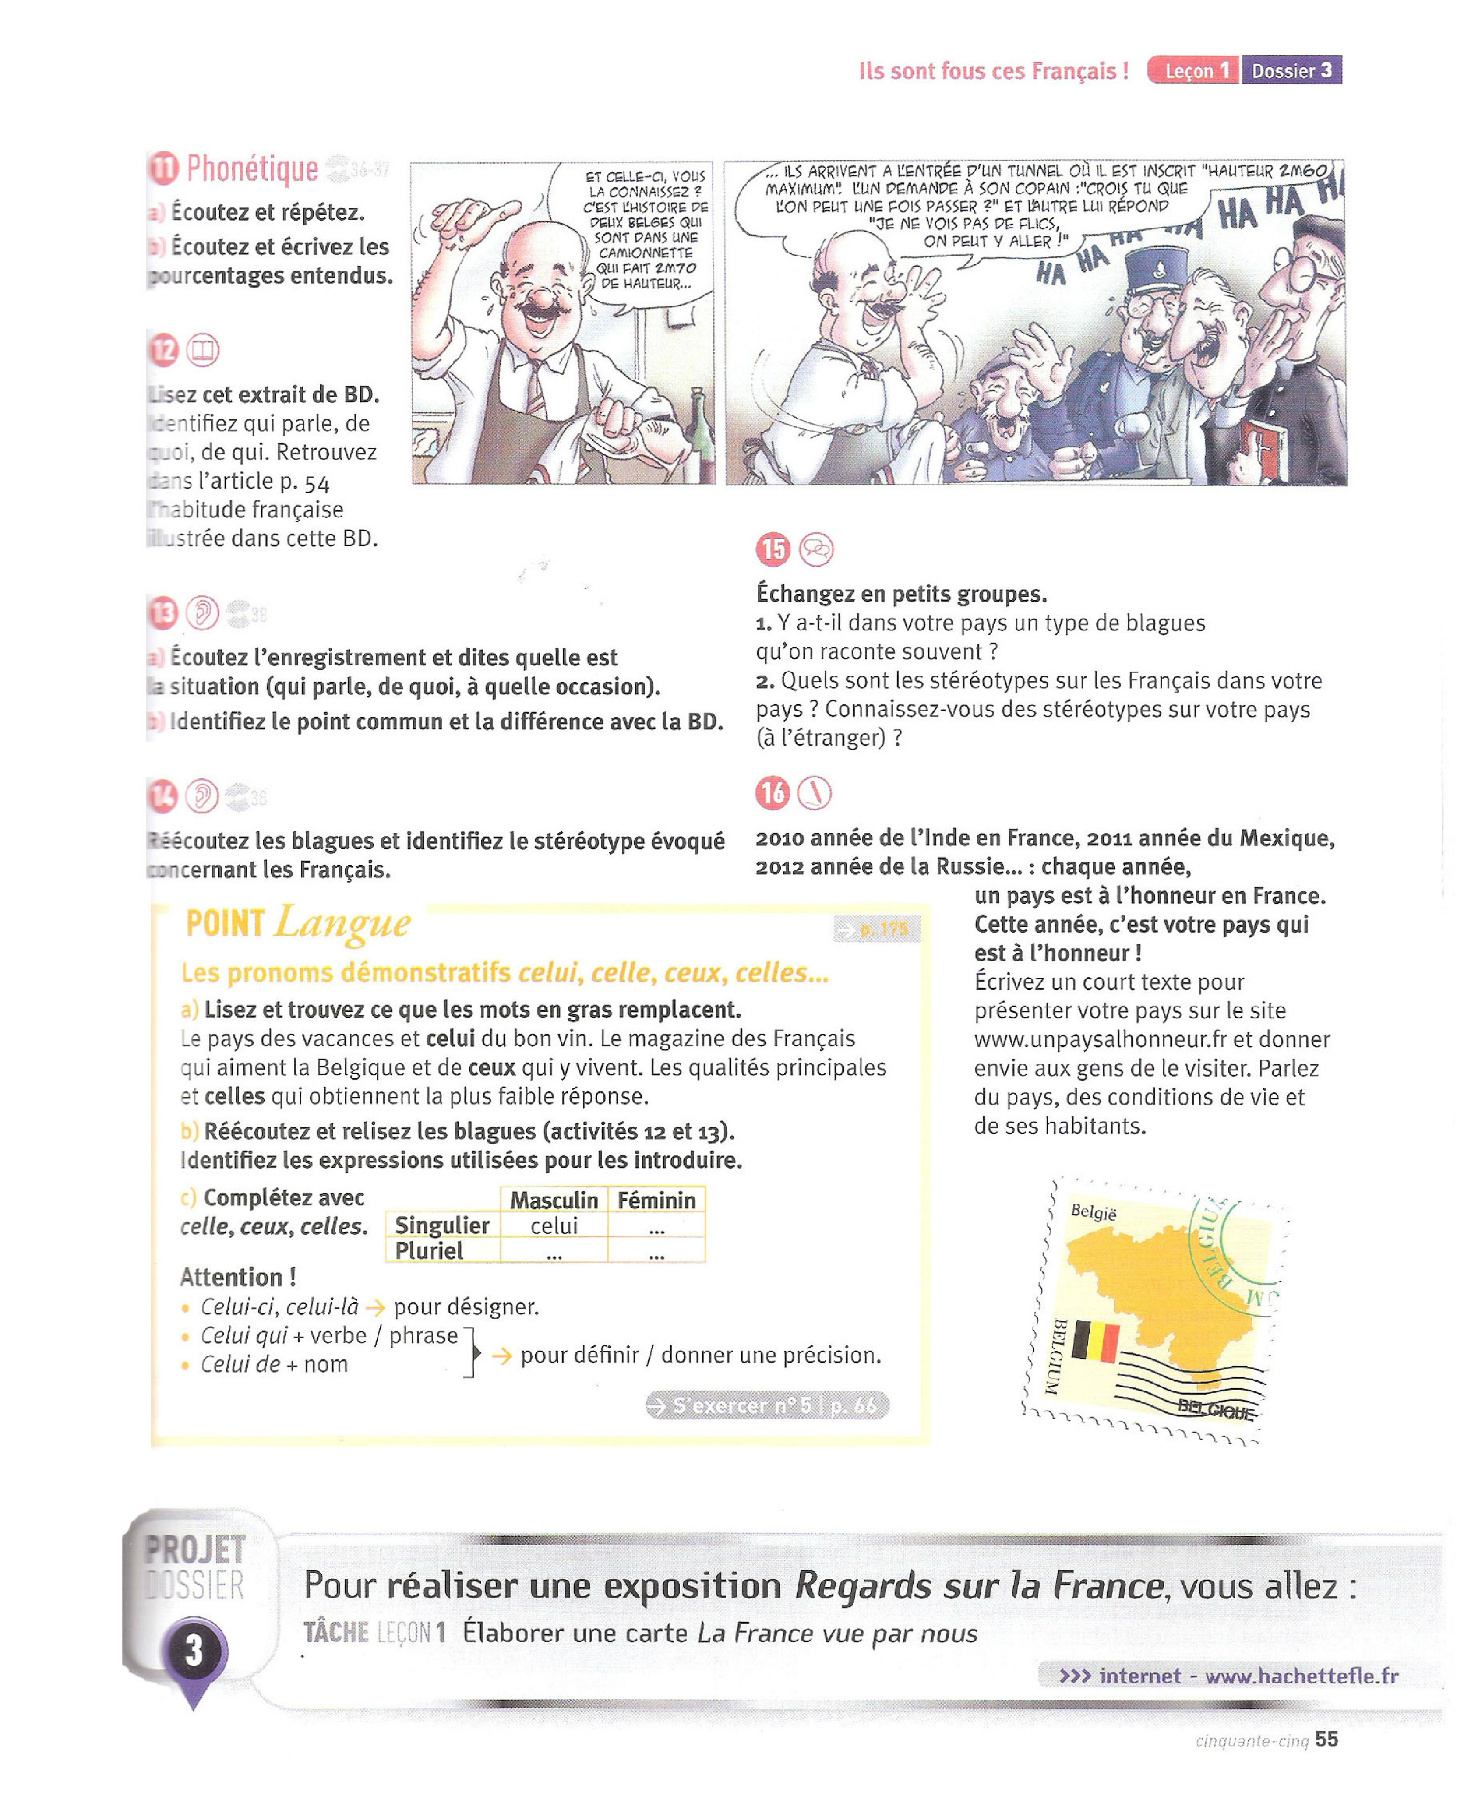 Ils sont fous ces Français ! Leçon 1 Dossier 3
11 Phonétique 36-37
a) Écoutez et répétez.
b) Écoutez et écrivez les
pourcentages entendus.
ET CELLE-CI, VOUS
LA CONNAISSEZ ?
C'EST L'HISTOIRE DE
DEUX BELGES QUI
SONT DANS UNE
CAMIONNETTE
QUI FAIT 2M70
DE HAUTEUR...
... ILS ARRIVENT A L'ENTRÉE D'UN TUNNEL OÙ IL EST INSCRIT "HAUTEUR 2M60
MAXIMUM". L'UN DEMANDE À SON COPAIN :"CROIS TU QUE
L'ON PEUT UNE FOIS PASSER ?" ET L'AUTRE LUI RÉPOND
"JE NE VOIS PAS DE FLICS,
ON PEUT Y ALLER !"
HA HA HA HA HA HA HA
12
Lisez cet extrait de BD.
Identifiez qui parle, de
quoi, de qui. Retrouvez
dans l'article p. 54
l'habitude française
illustrée dans cette BD.
13 38
a) Écoutez l'enregistrement et dites quelle est
la situation (qui parle, de quoi, à quelle occasion).
b) Identifiez le point commun et la différence avec la BD.
14 38
Réécoutez les blagues et identifiez le stéréotype évoqué
concernant les Français.
POINT Langue
→ p. 175
Les pronoms démonstratifs celui, celle, ceux, celles...
a) Lisez et trouvez ce que les mots en gras remplacent.
Le pays des vacances et celui du bon vin. Le magazine des Français
qui aiment la Belgique et de ceux qui y vivent. Les qualités principales
et celles qui obtiennent la plus faible réponse.
b) Réécoutez et relisez les blagues (activités 12 et 13).
Identifiez les expressions utilisées pour les introduire.
c) Complétez avec
celle, ceux, celles.
Masculin Féminin
Singulier celui ...
Pluriel ... ...
Attention !
• Celui-ci, celui-là → pour désigner.
• Celui qui + verbe / phrase
• Celui de + nom
→ pour définir / donner une précision.
→ S'exercer n° 5 | p. 66
15
Échangez en petits groupes.
1. Y a-t-il dans votre pays un type de blagues
qu'on raconte souvent ?
2. Quels sont les stéréotypes sur les Français dans votre
pays ? Connaissez-vous des stéréotypes sur votre pays
(à l'étranger) ?
16
2010 année de l'Inde en France, 2011 année du Mexique,
2012 année de la Russie... : chaque année,
un pays est à l'honneur en France.
Cette année, c'est votre pays qui
est à l'honneur !
Écrivez un court texte pour
présenter votre pays sur le site
www.unpaysalhonneur.fr et donner
envie aux gens de le visiter. Parlez
du pays, des conditions de vie et
de ses habitants.
België
BELGIUM
BELGIUM
BELGIQUE
PROJET
DOSSIER
3
Pour réaliser une exposition Regards sur la France, vous allez :
TÂCHE LEÇON 1 Élaborer une carte La France vue par nous
>>> internet - www.hachettefle.fr
cinquante-cinq 55